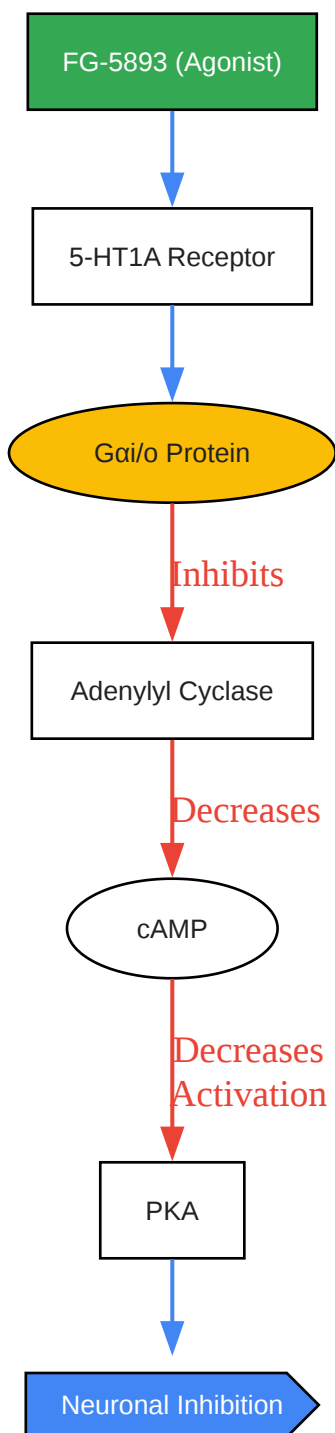 FG-5893 (Agonist)
5-HT1A Receptor
Gαi/o Protein
Inhibits
Adenylyl Cyclase
Decreases
cAMP
Decreases
Activation
PKA
Neuronal Inhibition